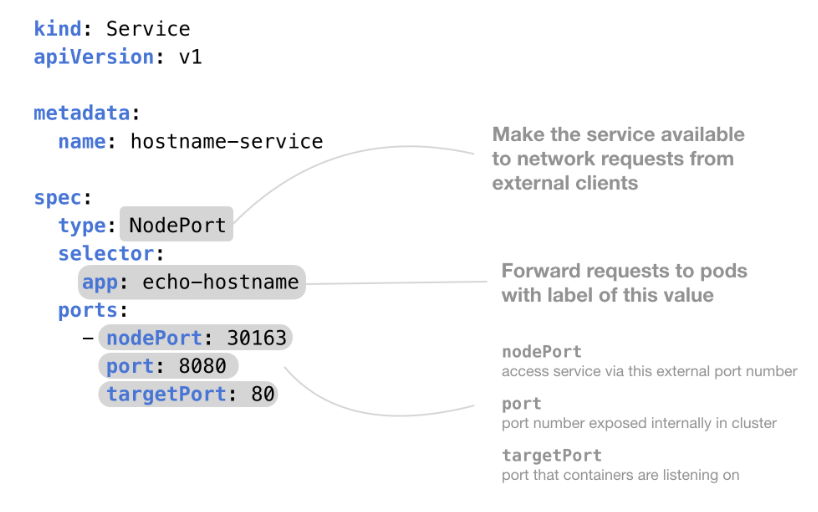 kind: Service
apiVersion: v1
metadata:
  name: hostname-service
spec:
  type: NodePort
  selector:
    app: echo-hostname
  ports:
    – nodePort: 30163
      port: 8080
      targetPort: 80
Make the service available
to network requests from
external clients
Forward requests to pods
with label of this value
nodePort
access service via this external port number
port
port number exposed internally in cluster
targetPort
port that containers are listening on